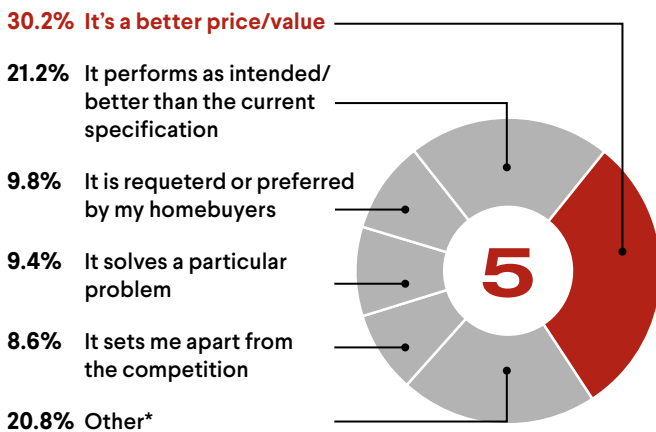 30.2% It's a better price/value
21.2% It performs as intended/
better than the current
specification
9.8% It is requeterd or preferred
by my homebuyers
9.4% It solves a particular
problem
8.6% It sets me apart from
the competition
20.8% Other*
5